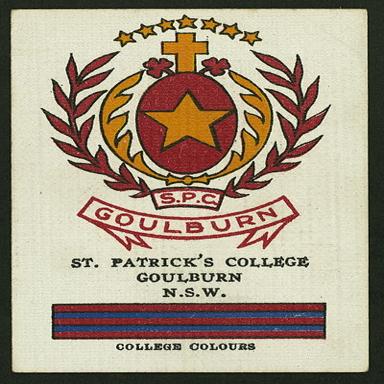 S.P.C.
GOULBURN
ST. PATRICK'S COLLEGE
GOULBURN
N.S.W.
COLLEGE COLOURS